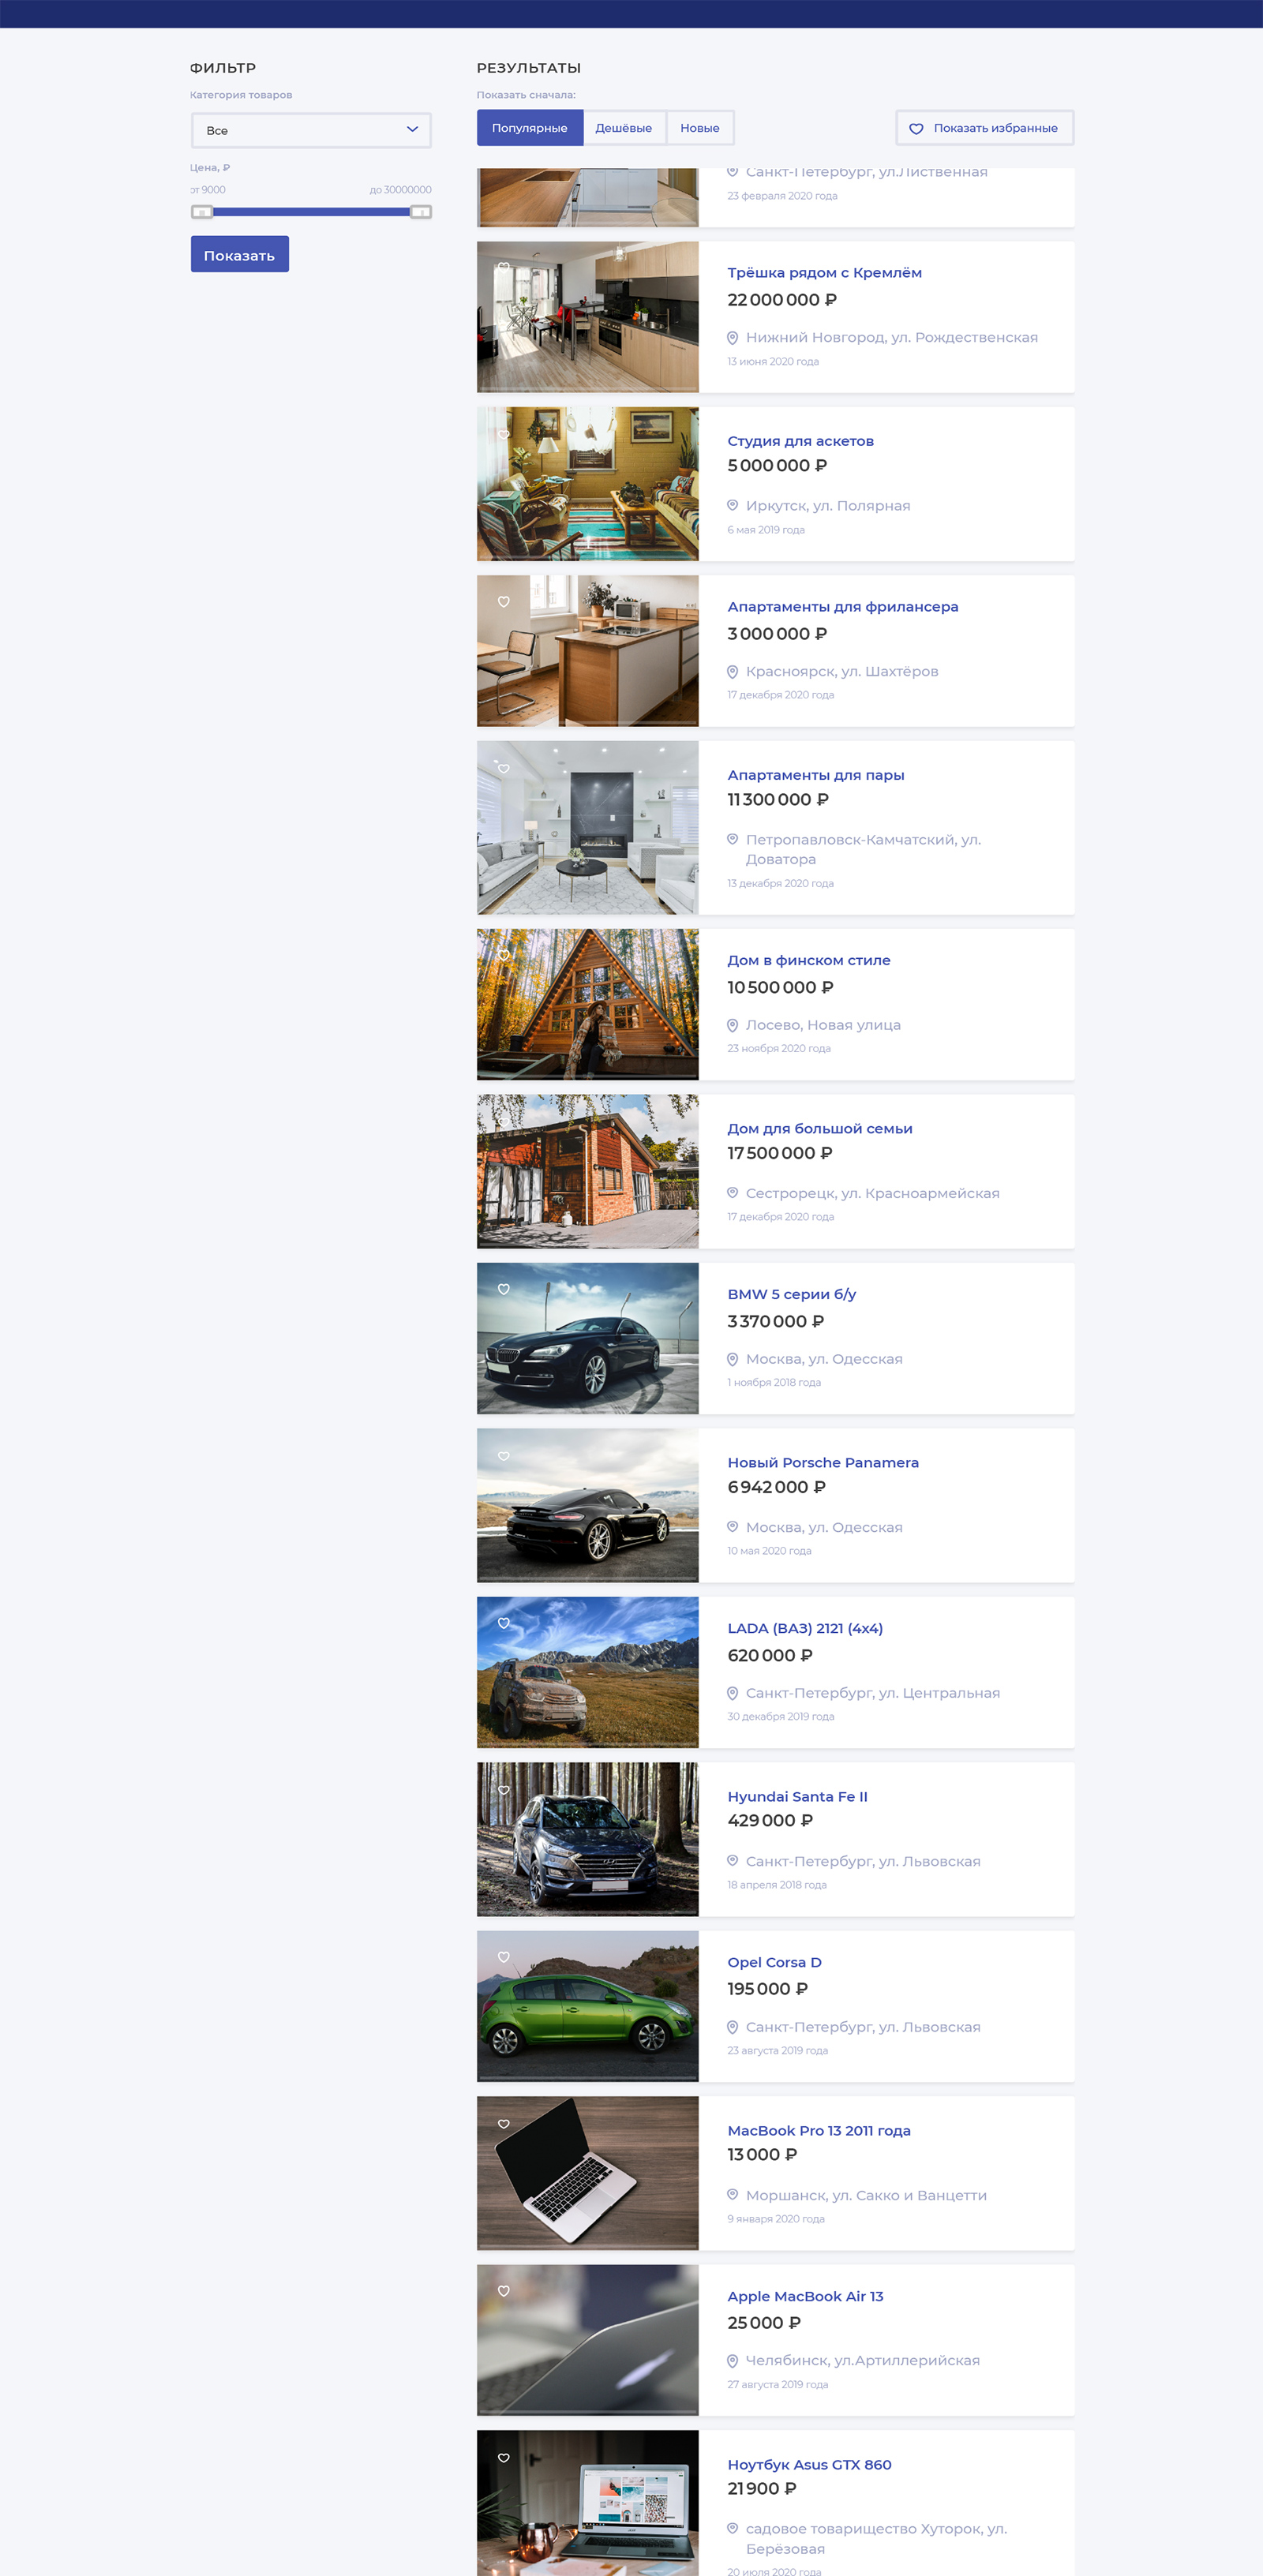 ФИЛЬТР
Категория товаров
Все
Цена, ₽
от 9000
до 30000000
Показать
РЕЗУЛЬТАТЫ
Показать сначала:
Популярные
Дешёвые
Новые
Показать избранные
Санкт-Петербург, ул.Лиственная
23 февраля 2020 года
Трёшка рядом с Кремлём
22 000 000 ₽
Нижний Новгород, ул. Рождественская
13 июня 2020 года
Студия для аскетов
5 000 000 ₽
Иркутск, ул. Полярная
6 мая 2019 года
Апартаменты для фрилансера
3 000 000 ₽
Красноярск, ул. Шахтёров
17 декабря 2020 года
Апартаменты для пары
11 300 000 ₽
Петропавловск-Камчатский, ул.
Доватора
13 декабря 2020 года
Дом в финском стиле
10 500 000 ₽
Лосево, Новая улица
23 ноября 2020 года
Дом для большой семьи
17 500 000 ₽
Сестрорецк, ул. Красноармейская
17 декабря 2020 года
BMW 5 серии б/у
3 370 000 ₽
Москва, ул. Одесская
1 ноября 2018 года
Новый Porsche Panamera
6 942 000 ₽
Москва, ул. Одесская
10 мая 2020 года
LADA (ВАЗ) 2121 (4x4)
620 000 ₽
Санкт-Петербург, ул. Центральная
30 декабря 2019 года
Hyundai Santa Fe II
429 000 ₽
Санкт-Петербург, ул. Львовская
18 апреля 2018 года
Opel Corsa D
195 000 ₽
Санкт-Петербург, ул. Львовская
23 августа 2019 года
MacBook Pro 13 2011 года
13 000 ₽
Моршанск, ул. Сакко и Ванцетти
9 января 2020 года
Apple MacBook Air 13
25 000 ₽
Челябинск, ул.Артиллерийская
27 августа 2019 года
Ноутбук Asus GTX 860
21 900 ₽
садовое товарищество Хуторок, ул.
Берёзовая
20 июля 2020 года